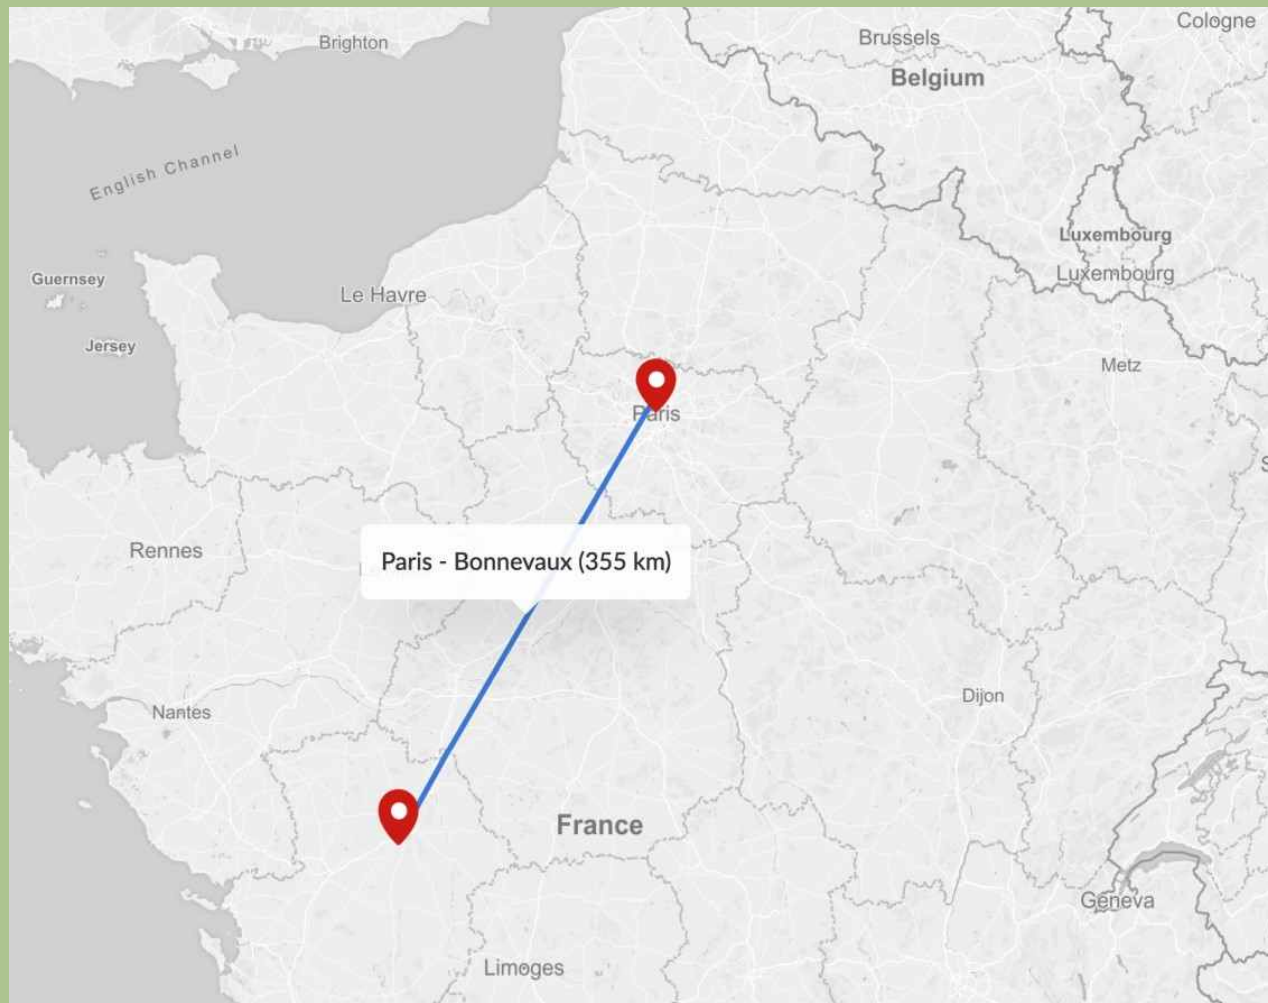 Brighton
Brussels
Cologne
Belgium
English Channel
Luxembourg
Guernsey
Luxembourg
Le Havre
Jersey
Metz
Paris
Rennes
Paris - Bonnevaux (355 km)
Dijon
Nantes
France
Geneva
Limoges